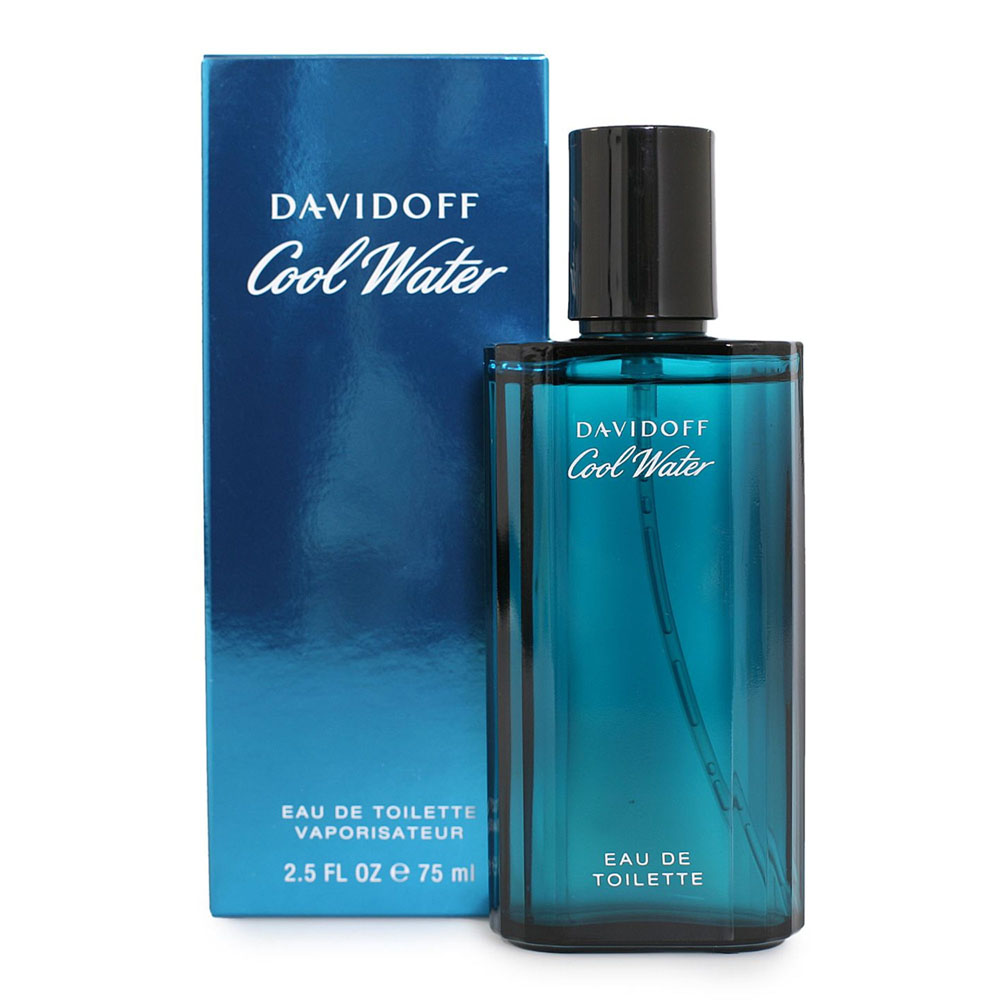 DAVIDOFF
Cool Water
EAU DE TOILETTE
VAPORISATEUR
2.5 FL OZ e 75 ml
DAVIDOFF
Cool Water
EAU DE
TOILETTE